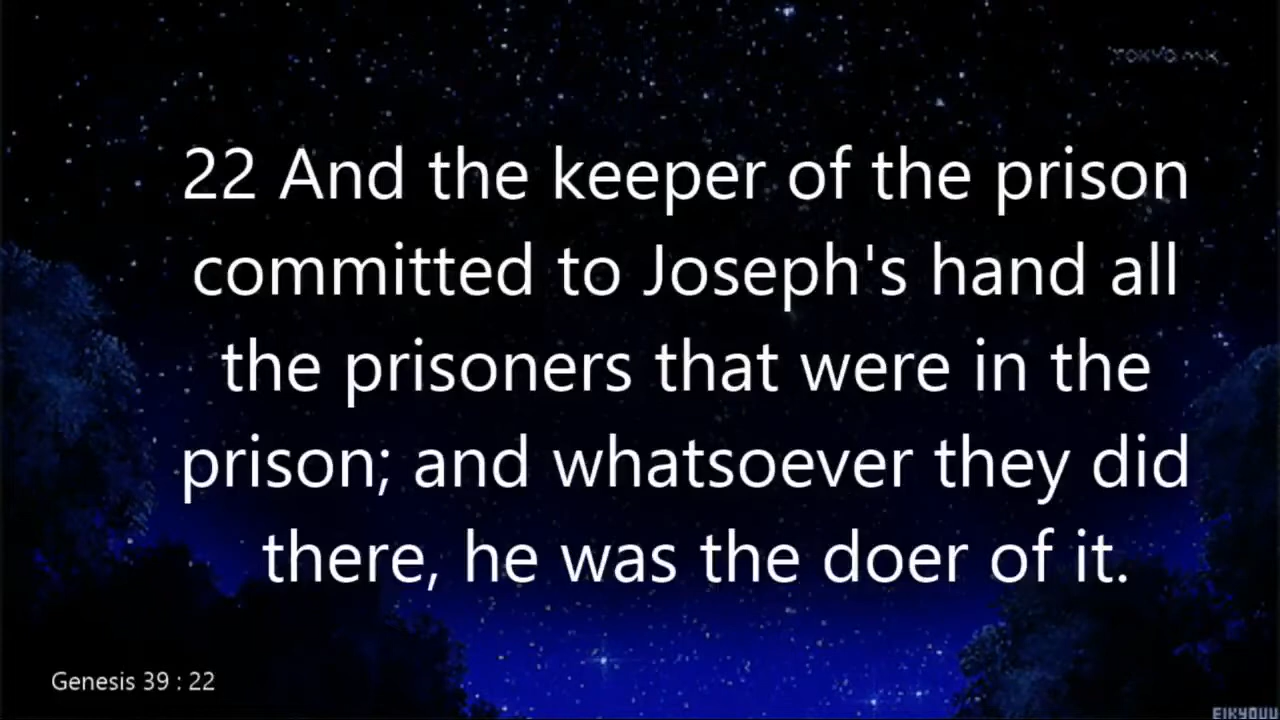 22 And the keeper of the prison
committed to Joseph's hand all
the prisoners that were in the
prison; and whatsoever they did
there, he was the doer of it.
Genesis 39 : 22